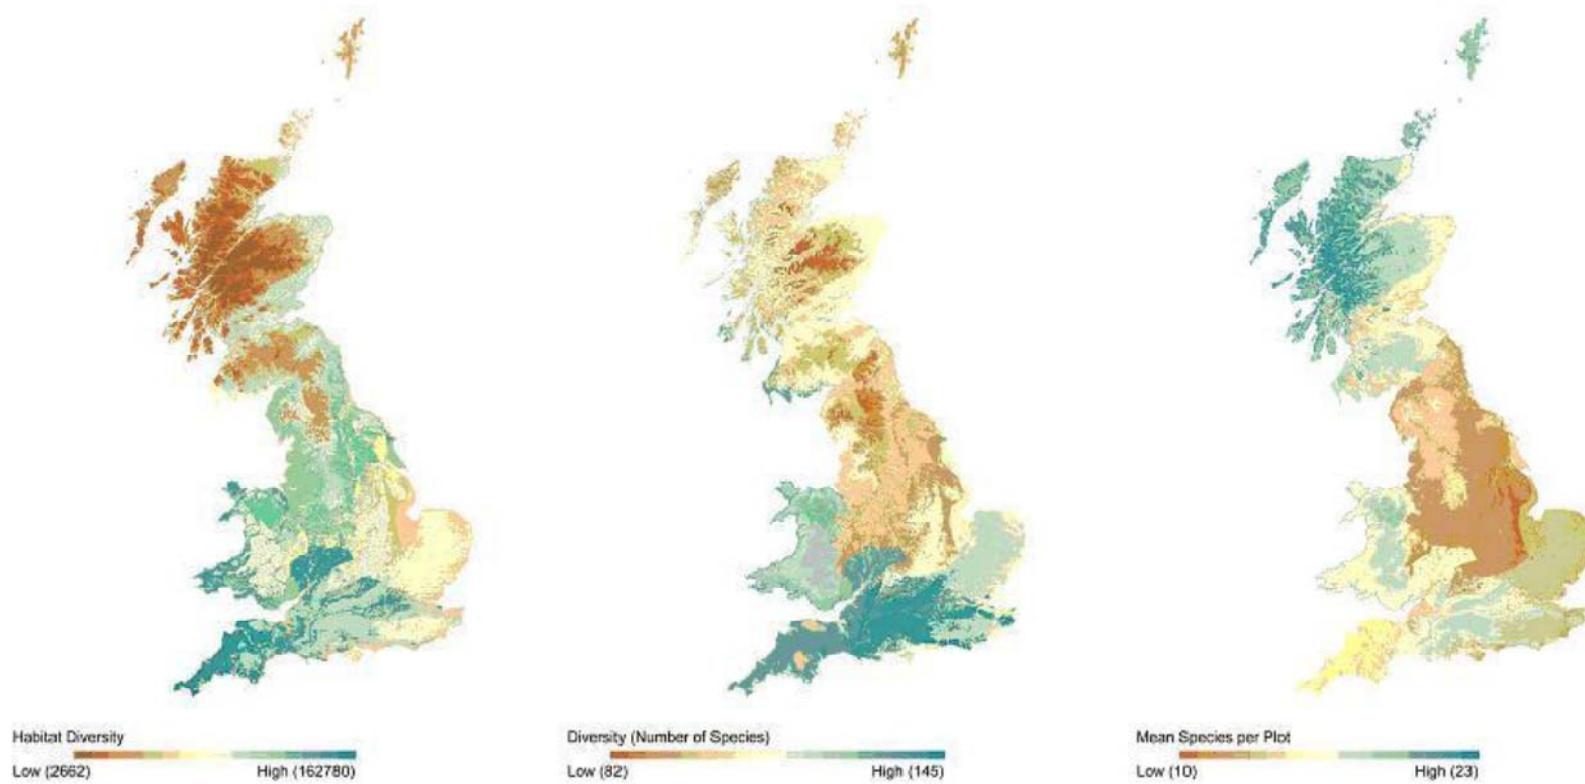 Habitat Diversity
Low (2662) High (162780)
Diversity (Number of Species)
Low (82) High (145)
Mean Species per Plot
Low (10) High (23)